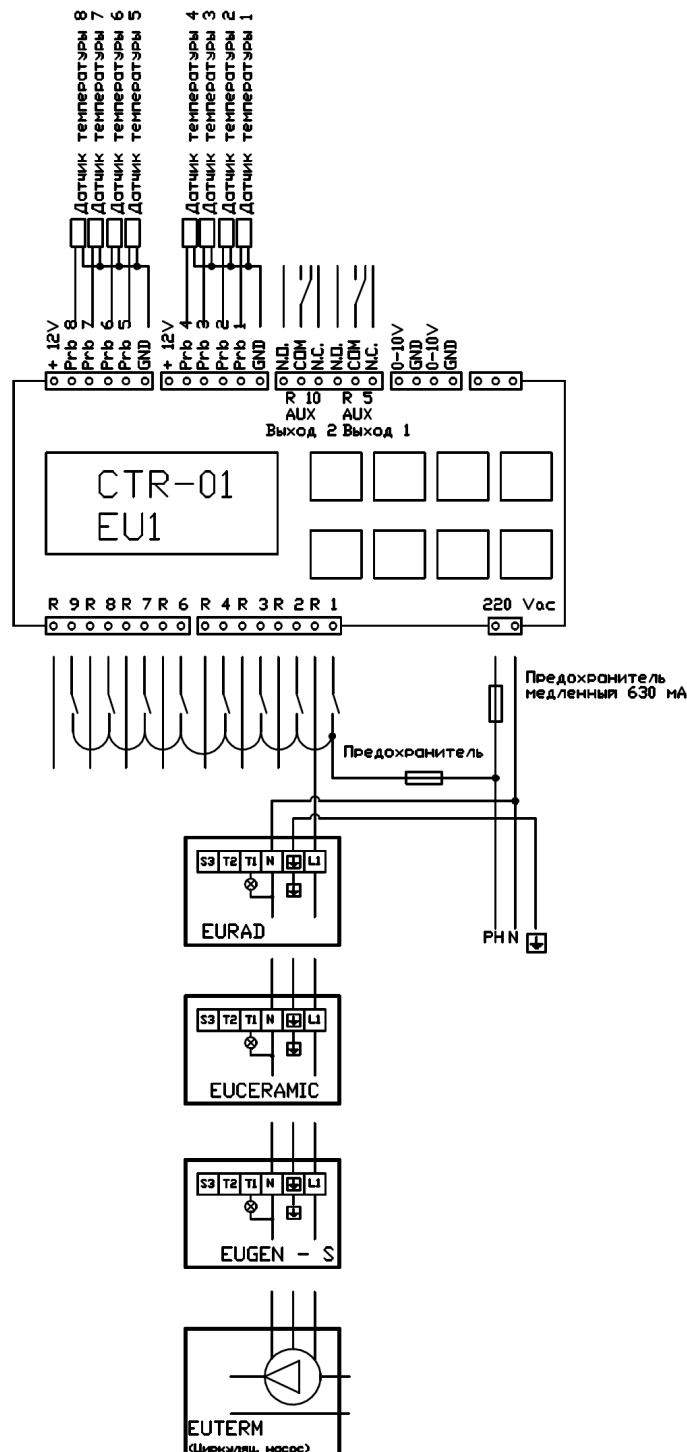 Датчик температуры 8
Датчик температуры 7
Датчик температуры 6
Датчик температуры 5
Датчик температуры 4
Датчик температуры 3
Датчик температуры 2
Датчик температуры 1
+ 12V
Prb 8
Prb 7
Prb 6
Prb 5
GND
+ 12V
Prb 4
Prb 3
Prb 2
Prb 1
GND
N.O.
COM
N.C.
N.O.
COM
N.C.
0-10V
GND
0-10V
GND
R 10 R 5
AUX AUX
Выход 2 Выход 1
CTR-01
EU1
R 9 R 8 R 7 R 6 R 4 R 3 R 2 R 1 220 Vac
Предохранитель
медленный 630 мА
Предохранитель
S3 T2 T1 N L1
EURAD
PH N
S3 T2 T1 N L1
EUCERAMIC
S3 T2 T1 N L1
EUGEN - S
EUTERM
(Циркуляц. насос)